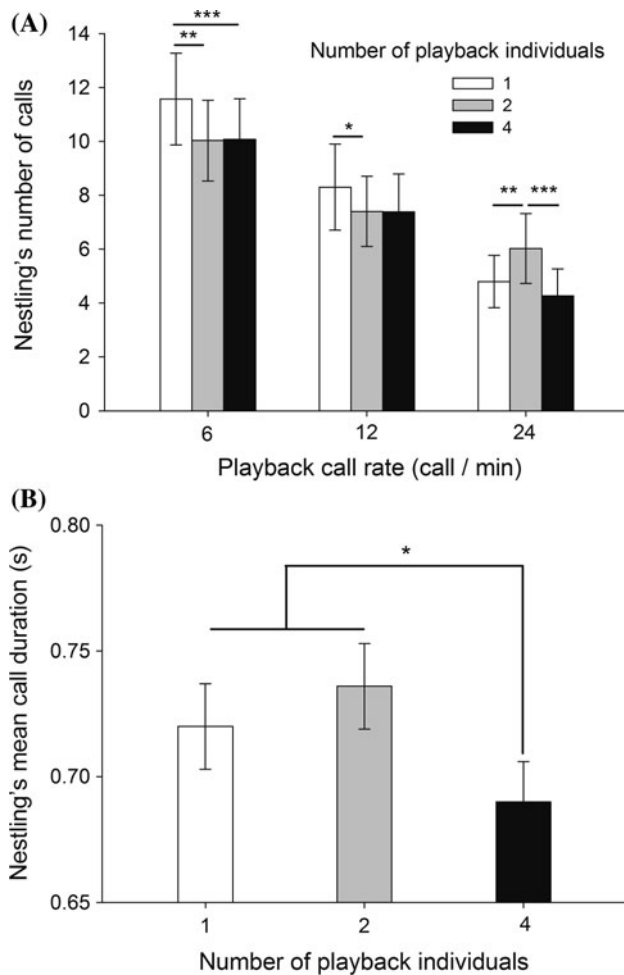 (A)
Nestling's number of calls
14
12
10
8
6
4
2
0
***
**
*
** ***
Number of playback individuals
1
2
4
6 12 24
Playback call rate (call / min)
(B)
Nestling's mean call duration (s)
0.80
0.75
0.70
0.65
*
1 2 4
Number of playback individuals